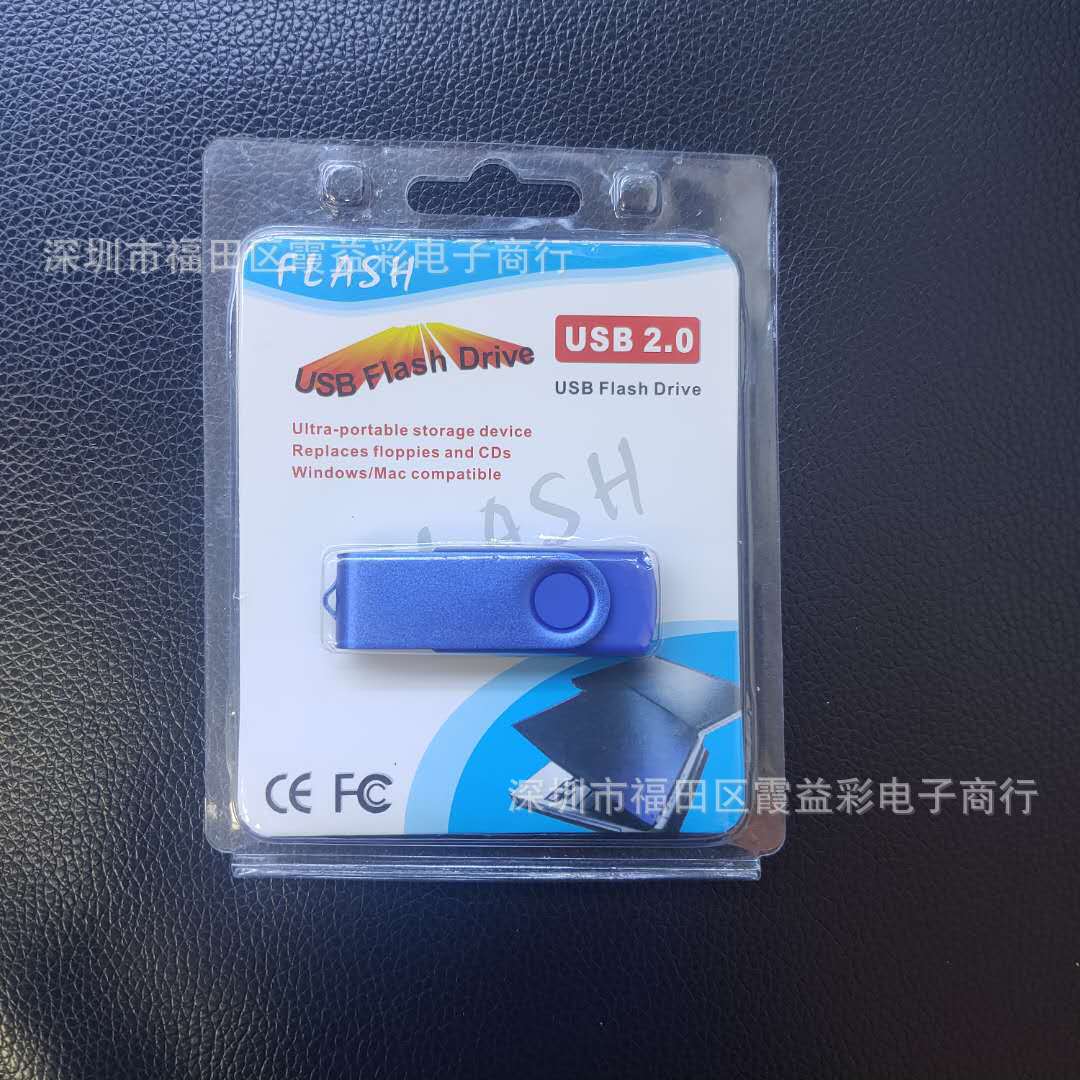 深圳市福田区霞益彩电子商行
FLASH
USB Flash Drive
USB 2.0
USB Flash Drive
Ultra-portable storage device
Replaces floppies and CDs
Windows/Mac compatible
FLASH
CE FC
深圳市福田区霞益彩电子商行